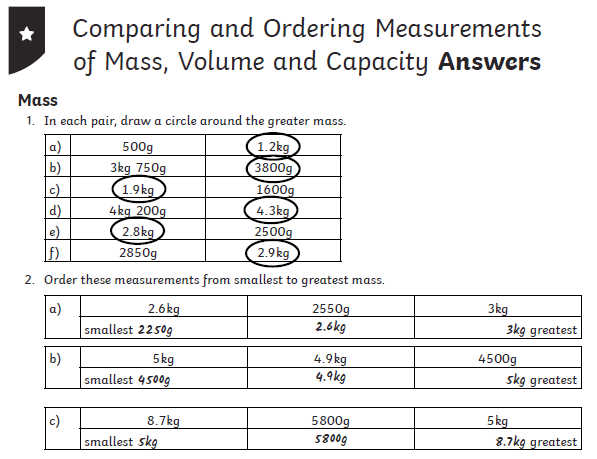 Comparing and Ordering Measurements
of Mass, Volume and Capacity Answers
Mass
1. In each pair, draw a circle around the greater mass.
a) 500g 1.2kg
b) 3kg 750g 3800g
c) 1.9kg 1600g
d) 4kg 200g 4.3kg
e) 2.8kg 2500g
f) 2850g 2.9kg
2. Order these measurements from smallest to greatest mass.
a) 2.6kg 2550g 3kg
smallest 2250g 2.6kg 3kg greatest
b) 5kg 4.9kg 4500g
smallest 4500g 4.9kg 5kg greatest
c) 8.7kg 5800g 5kg
smallest 5kg 5800g 8.7kg greatest